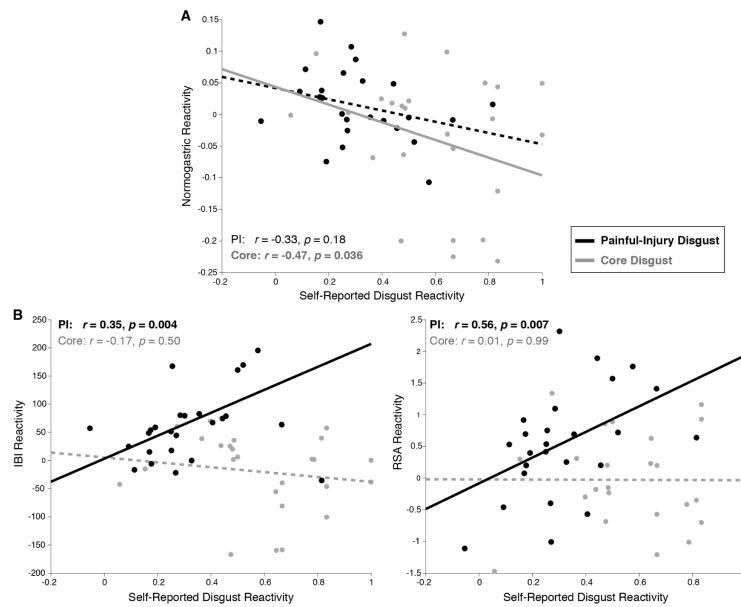 A
0.15
0.1
0.05
0
-0.05
-0.1
-0.15
-0.2
0.25
Normogastric Reactivity
PI: r = -0.33, p = 0.18
Core: r = -0.47, p = 0.036
-0.2 0 0.2 0.4 0.6 0.8 1
Self-Reported Disgust Reactivity
Painful-Injury Disgust
Core Disgust
B
PI: r = 0.35, p = 0.004
Core: r = -0.17, p = 0.50
250
200
150
100
50
0
-50
-100
-150
-200
IBI Reactivity
-0.2 0 0.2 0.4 0.6 0.8 1
Self-Reported Disgust Reactivity
PI: r = 0.56, p = 0.007
Core: r = 0.01, p = 0.99
2.5
2
1.5
1
0.5
0
-0.5
-1
-1.5
RSA Reactivity
-0.2 0 0.2 0.4 0.6 0.8 1
Self-Reported Disgust Reactivity